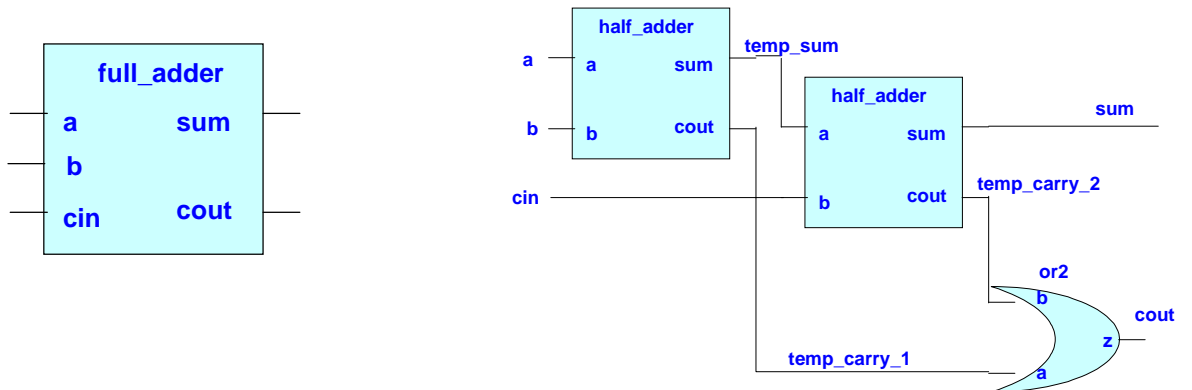 full_adder
a sum
b
cin cout
half_adder
temp_sum
a a sum
b b cout
half_adder
a sum
sum
cin b cout
temp_carry_2
or2
b
cout
z
temp_carry_1
a